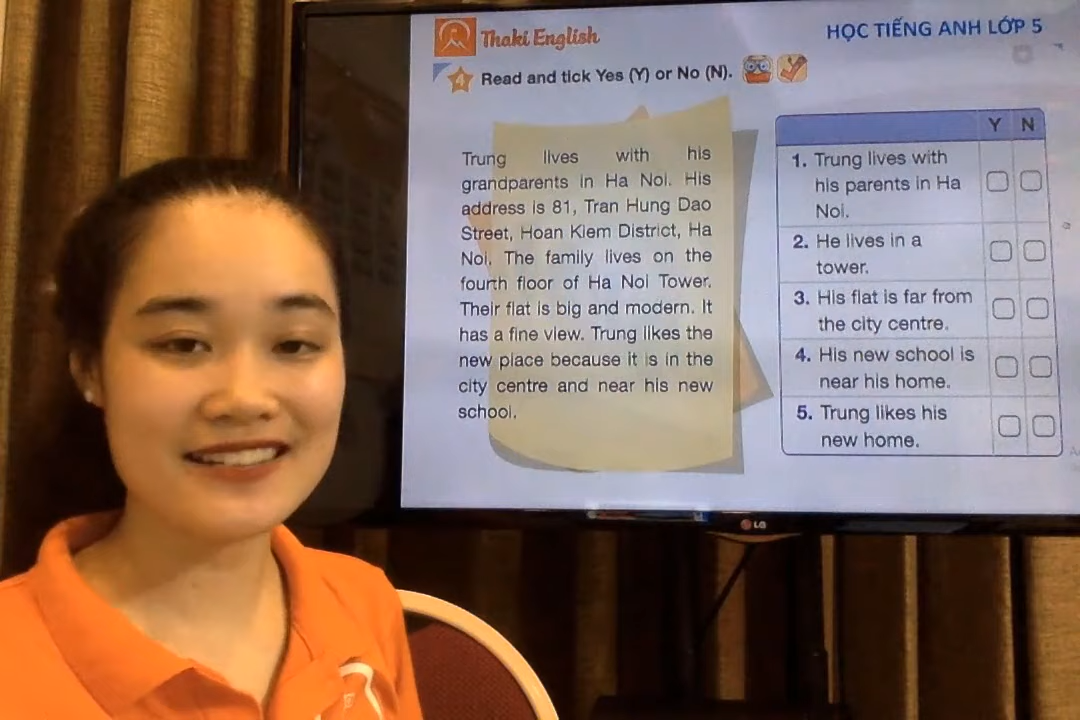 Thaki English
HỌC TIẾNG ANH LỚP 5
4 Read and tick Yes (Y) or No (N).
Trung lives with his
grandparents in Ha Noi. His
address is 81, Tran Hung Dao
Street, Hoan Kiem District, Ha
Noi. The family lives on the
fourth floor of Ha Noi Tower.
Their flat is big and modern. It
has a fine view. Trung likes the
new place because it is in the
city centre and near his new
school.
Y N
1. Trung lives with
his parents in Ha
Noi.
2. He lives in a
tower.
3. His flat is far from
the city centre.
4. His new school is
near his home.
5. Trung likes his
new home.
LG